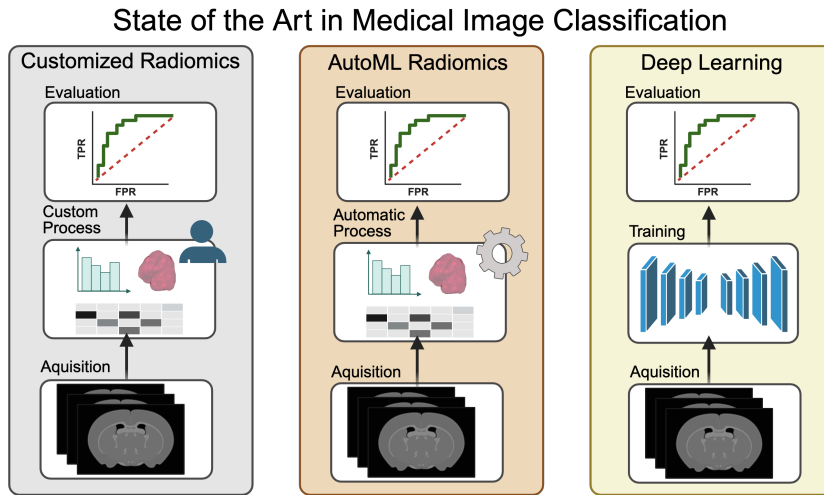 State of the Art in Medical Image Classification
Customized Radiomics
Evaluation
TPR
FPR
Custom
Process
Aquisition
AutoML Radiomics
Evaluation
TPR
FPR
Automatic
Process
Aquisition
Deep Learning
Evaluation
TPR
FPR
Training
Aquisition